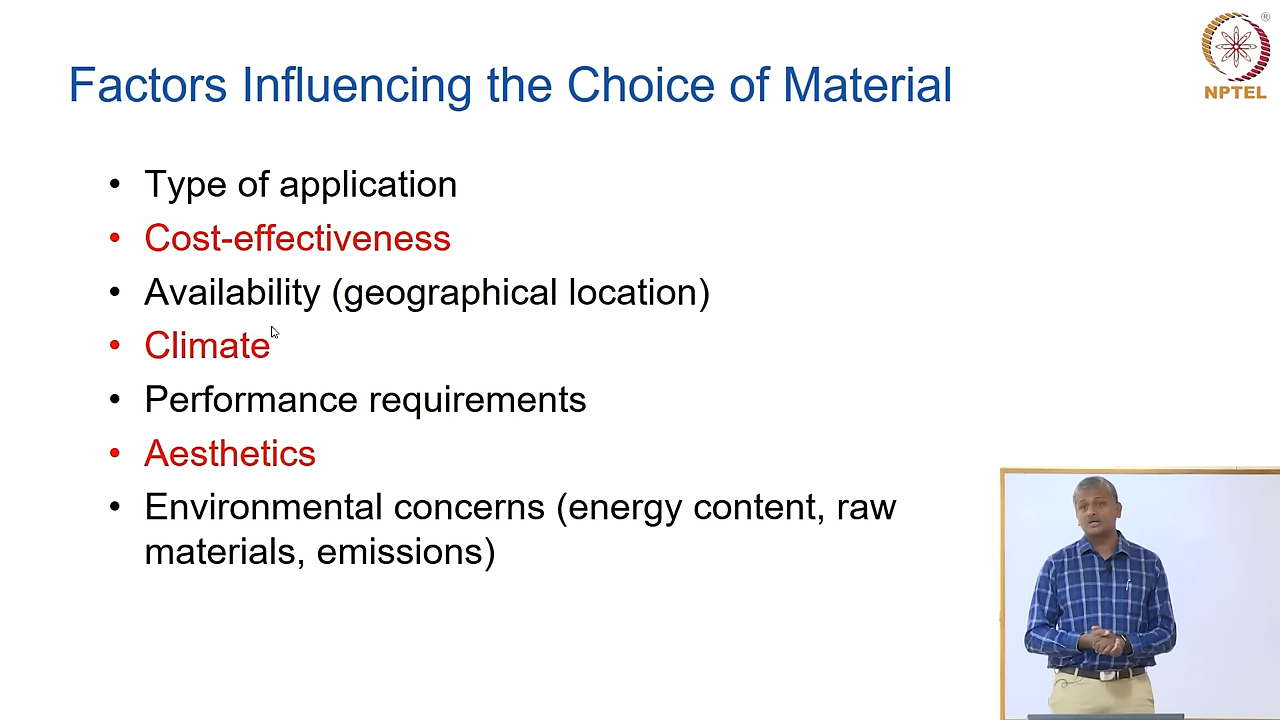 Factors Influencing the Choice of Material
• Type of application
• Cost-effectiveness
• Availability (geographical location)
• Climate
• Performance requirements
• Aesthetics
• Environmental concerns (energy content, raw
materials, emissions)
®
NPTEL